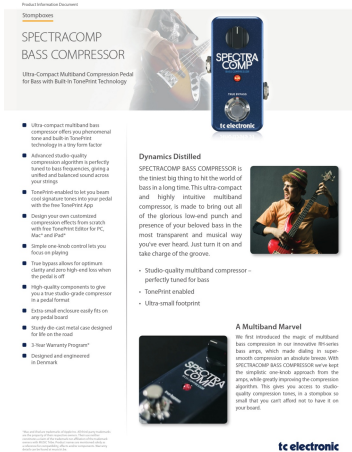 Product Information Document
Stompboxes
SPECTRACOMP
BASS COMPRESSOR
Ultra-Compact Multiband Compression Pedal
for Bass with Built-In TonePrint Technology
SPECTRA
COMP
BASS COMPRESSOR
TRUE BYPASS
tc electronic
Ultra-compact multiband bass
compressor offers you phenomenal
tone and built-in TonePrint
technology in a tiny form factor
Advanced studio-quality
compression algorithm is perfectly
tuned to bass frequencies, giving a
unified and balanced sound across
your strings
TonePrint-enabled to let you beam
cool signature tones into your pedal
with the free TonePrint App
Design your own customized
compression effects from scratch
with free TonePrint Editor for PC,
Mac* and iPad*
Simple one-knob control lets you
focus on playing
True bypass allows for optimum
clarity and zero high-end loss when
the pedal is off
High-quality components to give
you a true studio-grade compressor
in a pedal format
Extra small enclosure easily fits on
any pedal board
Sturdy die-cast metal case designed
for life on the road
3-Year Warranty Program*
Designed and engineered
in Denmark
Dynamics Distilled
SPECTRACOMP BASS COMPRESSOR is
the tiniest big thing to hit the world of
bass in a long time. This ultra-compact
and highly intuitive multiband
compressor, is made to bring out all
of the glorious low-end punch and
presence of your beloved bass in the
most transparent and musical way
you've ever heard. Just turn it on and
take charge of the groove.
• Studio-quality multiband compressor –
perfectly tuned for bass
• TonePrint enabled
• Ultra-small footprint
A Multiband Marvel
We first introduced the magic of multiband
bass compression in our innovative RH-series
bass amps, which made dialing in super-
smooth compression an absolute breeze. With
SPECTRACOMP BASS COMPRESSOR we've kept
the simplistic one-knob approach from the
amps, while greatly improving the compression
algorithm. This gives you access to studio-
quality compression tones, in a stompbox so
small that you can't afford not to have it on
your board.
tc electronic